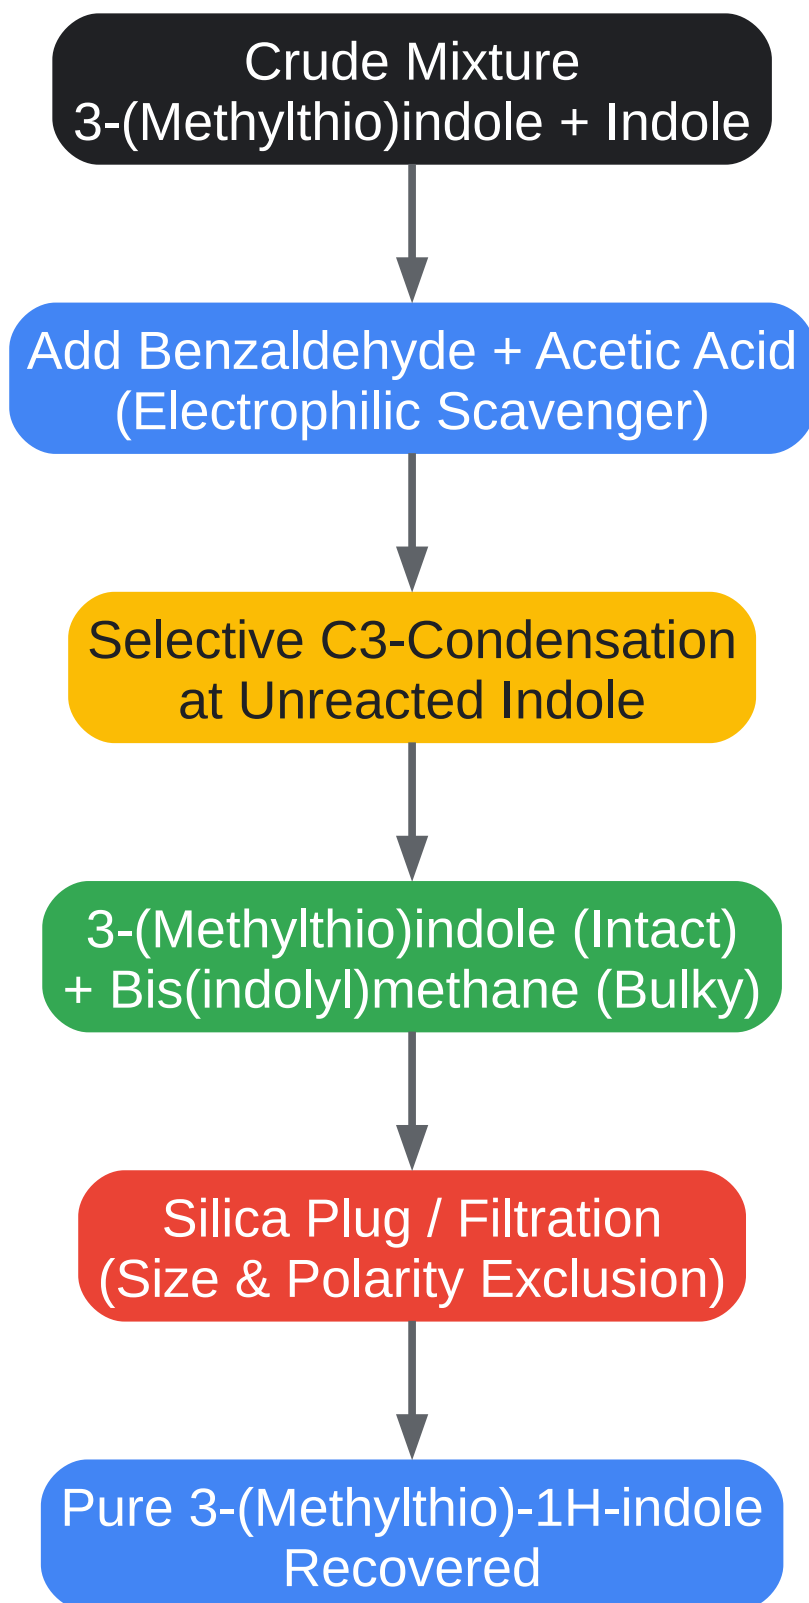 Crude Mixture
3-(Methylthio)indole + Indole
Add Benzaldehyde + Acetic Acid
(Electrophilic Scavenger)
Selective C3-Condensation
at Unreacted Indole
3-(Methylthio)indole (Intact)
+ Bis(indolyl)methane (Bulky)
Silica Plug / Filtration
(Size & Polarity Exclusion)
Pure 3-(Methylthio)-1H-indole
Recovered